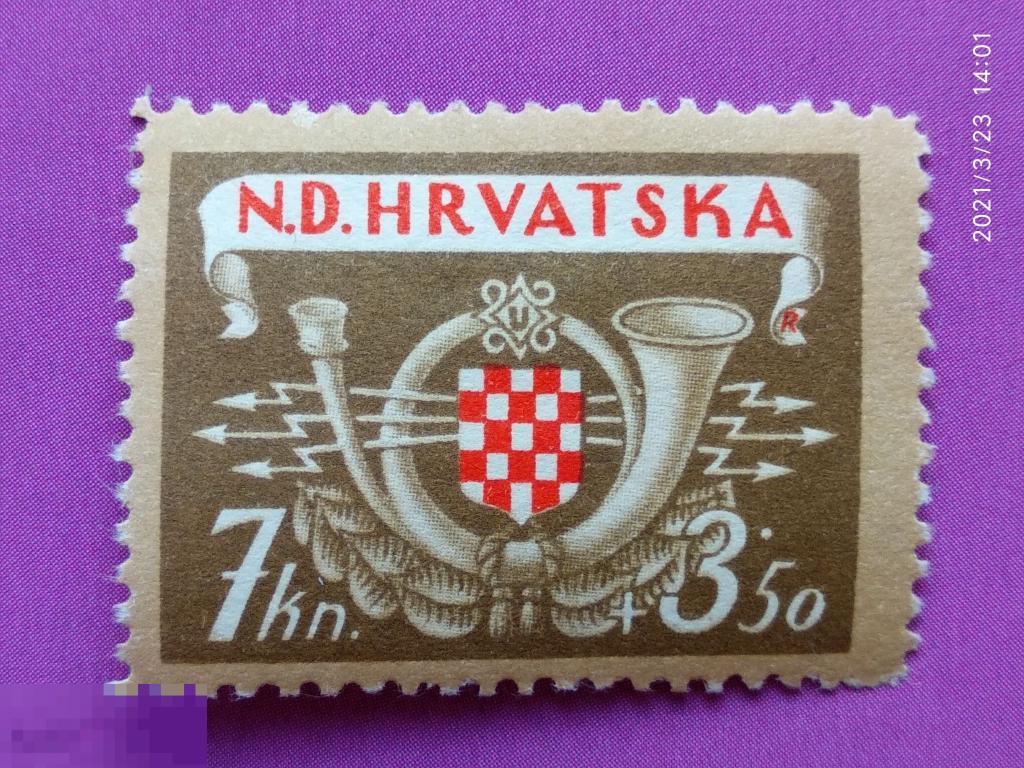 N.D.HRVATSKA
U
R
7kn. +3.50
2021/3/23 14:01